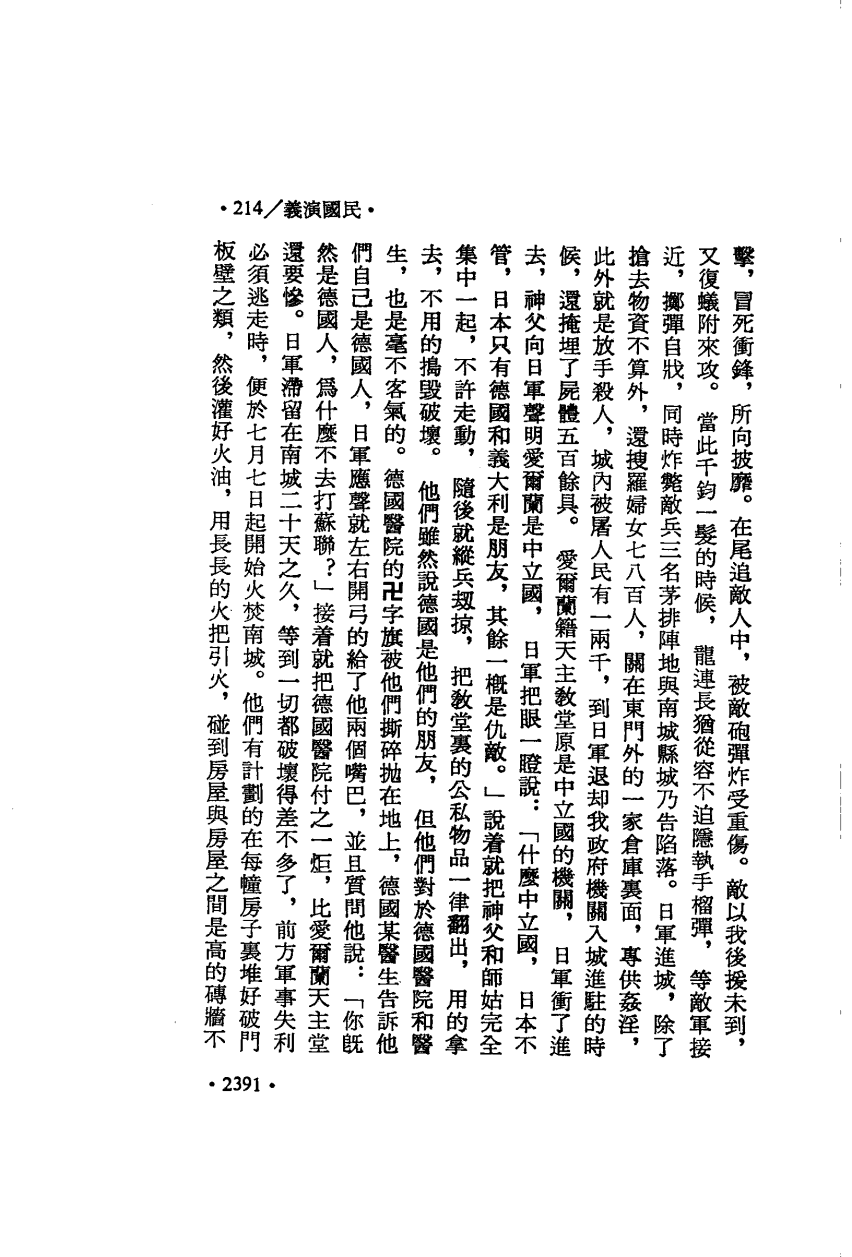 •214／義演國民•
擊，冒死衝鋒，所向披靡。在尾追敵人中，被敵砲彈炸受重傷。敵以我後援未到，
又復蟻附來攻。當此千鈞一髮的時候，龍連長猶從容不迫隱執手榴彈，等敵軍接
近，擲彈自戕，同時炸斃敵兵三名茅排陣地與南城縣城乃告陷落。日軍進城，除了
搶去物資不算外，還搜羅婦女七八百人，關在東門外的一家倉庫裏面，專供姦淫，
此外就是放手殺人，城內被屠人民有一兩千，到日軍退却我政府機關入城進駐的時
候，還掩埋了屍體五百餘具。愛爾蘭籍天主教堂原是中立國的機關，日軍衝了進
去，神父向日軍聲明愛爾蘭是中立國，日軍把眼一瞪說：「什麼中立國，日本不
管，日本只有德國和義大利是朋友，其餘一概是仇敵。」說着就把神父和師姑完全
集中一起，不許走動，隨後就縱兵刼掠，把教堂裏的公私物品一律翻出，用的拿
去，不用的搗毀破壞。他們雖然說德國是他們的朋友，但他們對於德國醫院和醫
生，也是毫不客氣的。德國醫院的卍字旗被他們撕碎抛在地上，德國某醫生告訴他
們自己是德國人，日軍應聲就左右開弓的給了他兩個嘴巴，並且質問他說：「你旣
然是德國人，爲什麼不去打蘇聯？」接着就把德國醫院付之一炬，比愛爾蘭天主堂
還要慘。日軍滯留在南城二十天之久，等到一切都破壞得差不多了，前方軍事失利
必須逃走時，便於七月七日起開始火焚南城。他們有計劃的在每幢房子裏堆好破門
板壁之類，然後灌好火油，用長長的火把引火，碰到房屋與房屋之間是高的磚牆不
•2391•